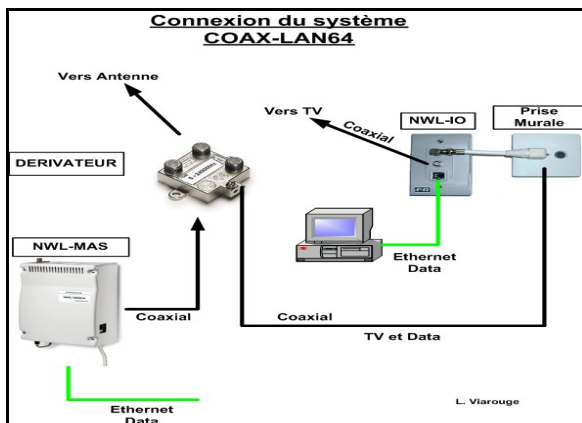 Connexion du système
COAX-LAN64
Vers Antenne
Vers TV
NWL-IO
Prise
Murale
Coaxial
DERIVATEUR
NWL-MAS
Ethernet
Data
Coaxial
Coaxial
TV et Data
Ethernet
Data
L. Viarouge